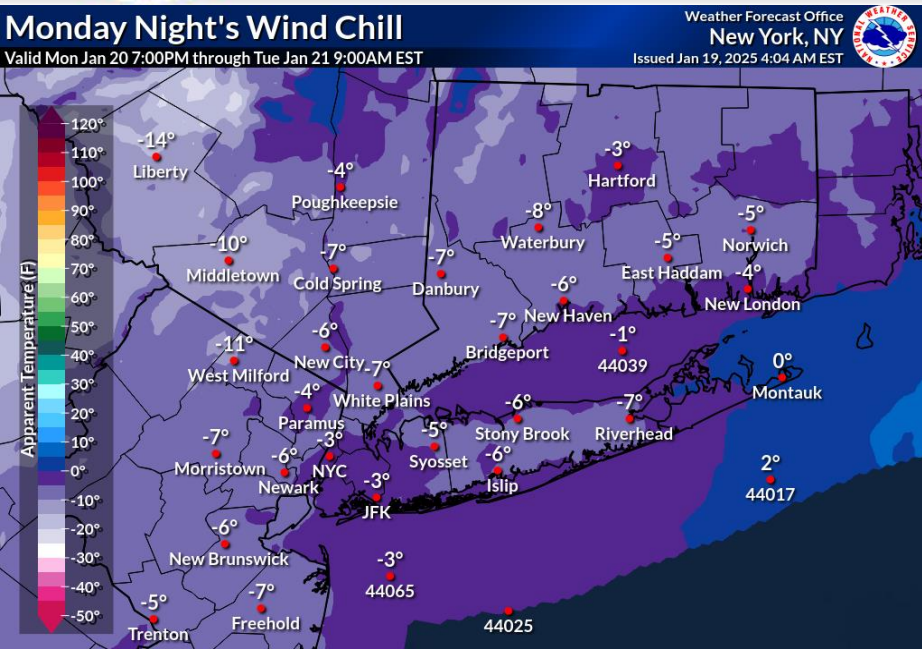 Monday Night's Wind Chill
Valid Mon Jan 20 7:00PM through Tue Jan 21 9:00AM EST
Weather Forecast Office
New York, NY
Issued Jan 19, 2025 4:04 AM EST
NATIONAL WEATHER SERVICE
Apparent Temperature (F)
120°
110°
100°
90°
80°
70°
60°
50°
40°
30°
20°
10°
0°
-10°
-20°
-30°
-40°
-50°
-14°
Liberty
-4°
Poughkeepsie
-3°
Hartford
-8°
Waterbury
-5°
Norwich
-10°
Middletown
-7°
Cold Spring
-7°
Danbury
-5°
East Haddam
-4°
New London
-6°
New Haven
-11°
West Milford
-6°
New City
-7°
White Plains
-7°
Bridgeport
-1°
44039
0°
Montauk
-4°
Paramus
-6°
Stony Brook
-7°
Riverhead
-7°
Morristown
-6°
Newark
-3°
NYC
-5°
Syosset
-6°
Islip
2°
44017
-3°
JFK
-6°
New Brunswick
-3°
44065
-5°
Trenton
-7°
Freehold
44025